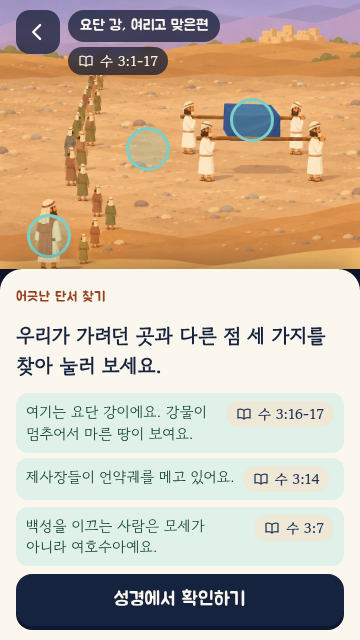 요단 강, 여리고 맞은편
수 3:1-17
어긋난 단서 찾기
우리가 가려던 곳과 다른 점 세 가지를
찾아 눌러 보세요.
여기는 요단 강이에요. 강물이
멈추어서 마른 땅이 보여요.
수 3:16-17
제사장들이 언약궤를 메고 있어요.
수 3:14
백성을 이끄는 사람은 모세가
아니라 여호수아예요.
수 3:7
성경에서 확인하기